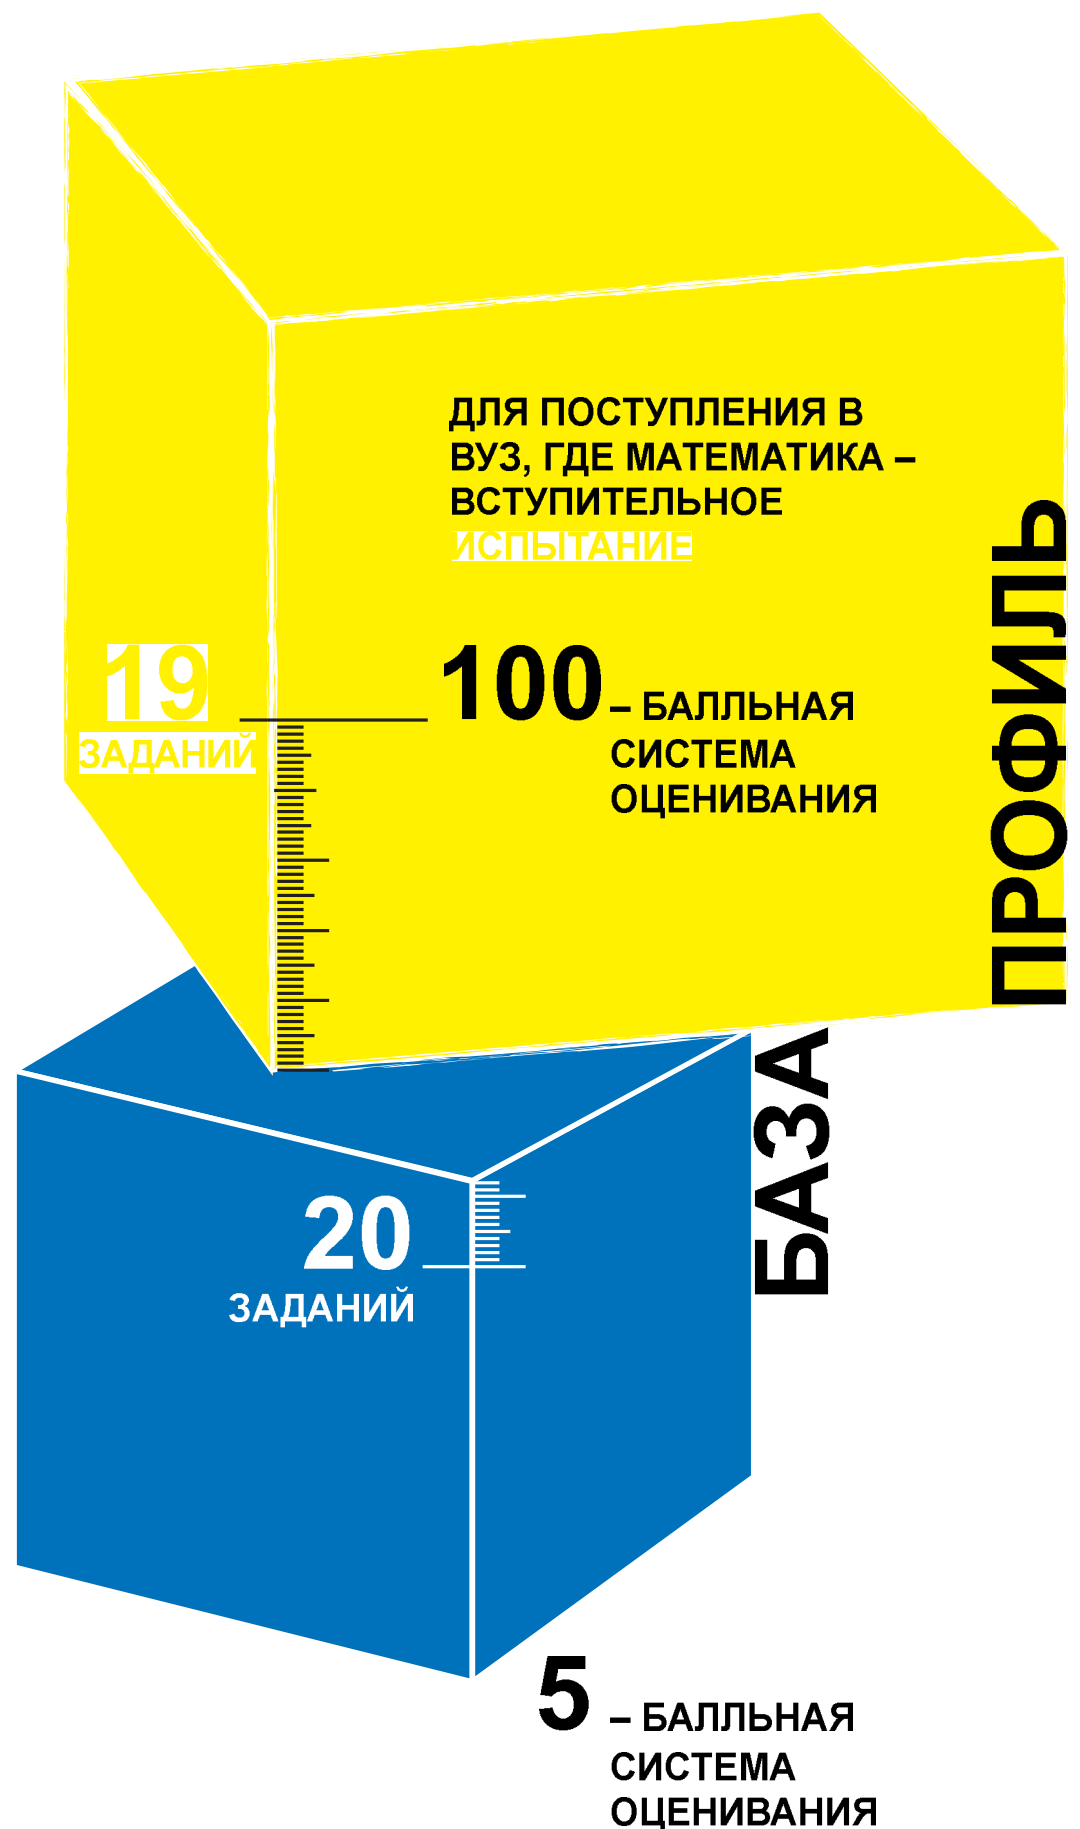 ДЛЯ ПОСТУПЛЕНИЯ В
ВУЗ, ГДЕ МАТЕМАТИКА –
ВСТУПИТЕЛЬНОЕ
ИСПЫТАНИЕ
19
ЗАДАНИЙ
100 – БАЛЛЬНАЯ
СИСТЕМА
ОЦЕНИВАНИЯ
ПРОФИЛЬ
БАЗА
20
ЗАДАНИЙ
5 – БАЛЛЬНАЯ
СИСТЕМА
ОЦЕНИВАНИЯ